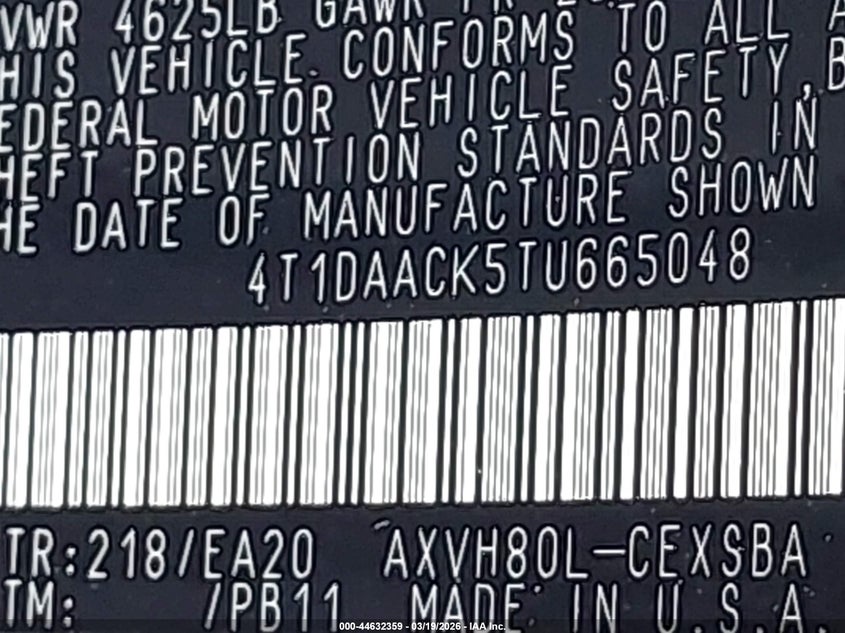 VWR 4625LB GAWR FR
HIS VEHICLE CONFORMS TO ALL A
EDERAL MOTOR VEHICLE SAFETY, B
HEFT PREVENTION STANDARDS IN
HE DATE OF MANUFACTURE SHOWN
4T1DAACK5TU665048
TR:218/EA20 AXVH80L-CEXSBA
TM: /PB11 MADE IN U.S.A.
000-44632359 - 03/19/2026 - IAA Inc.